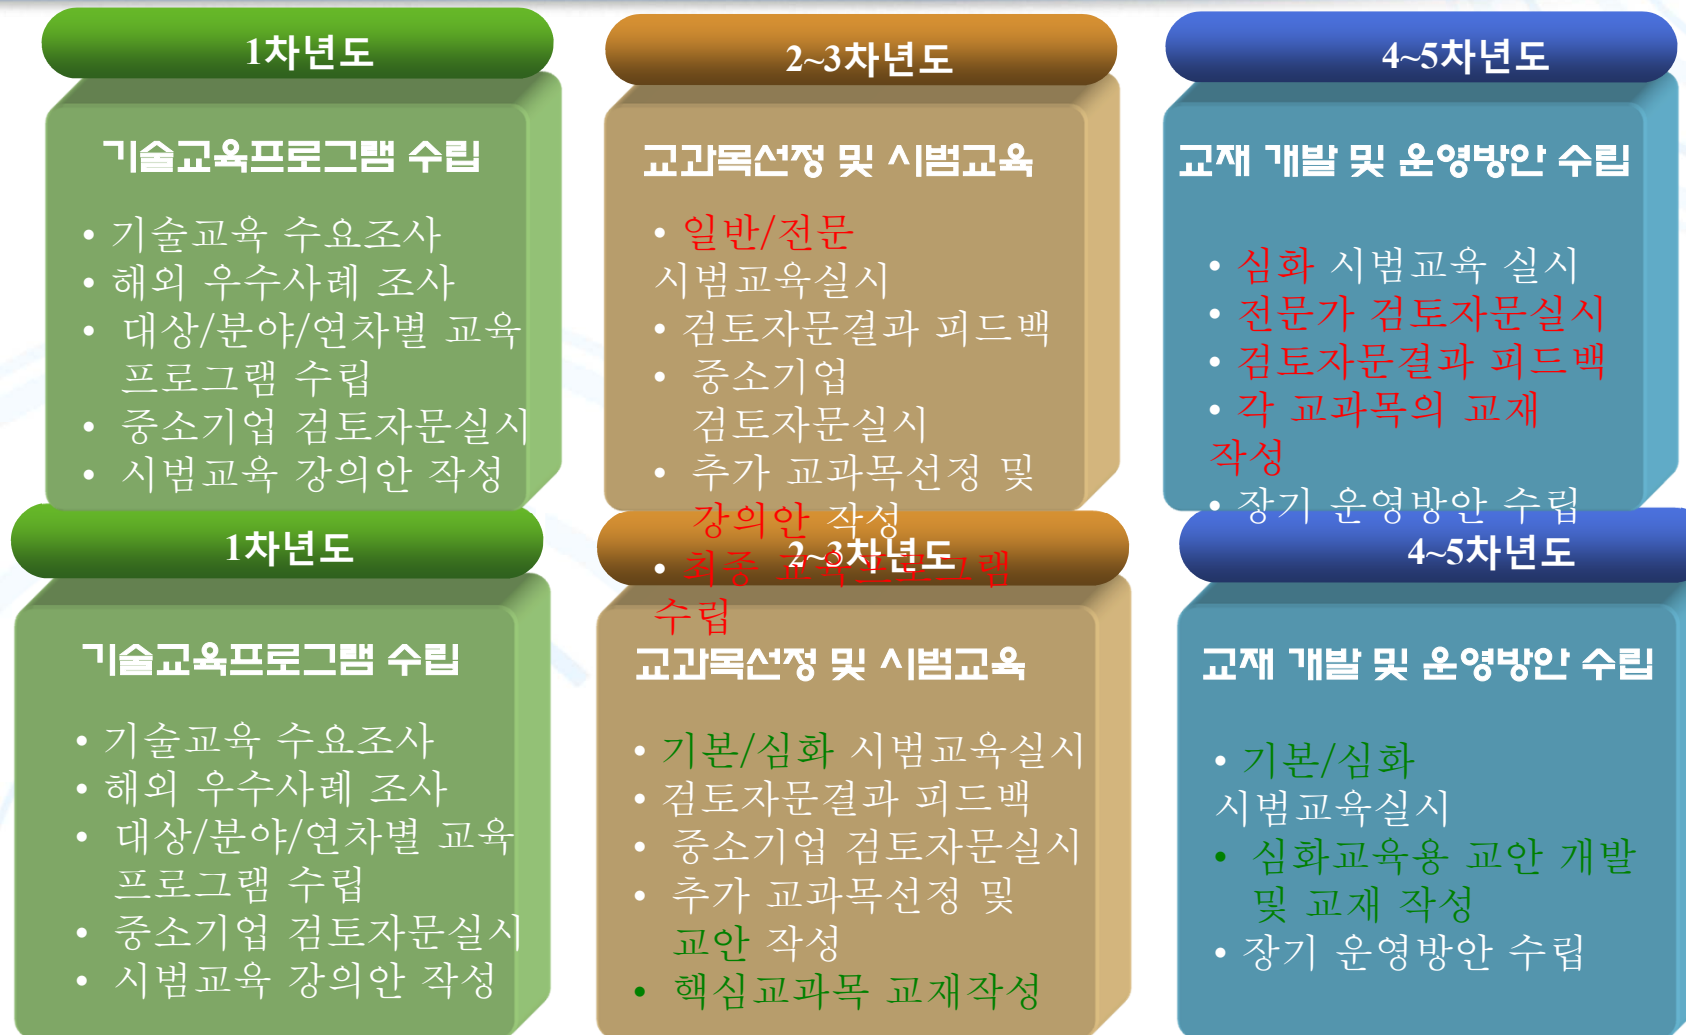 1차년도
기술교육프로그램 수립
• 기술교육 수요조사
• 해외 우수사례 조사
• 대상/분야/연차별 교육
프로그램 수립
• 중소기업 검토자문실시
• 시범교육 강의안 작성
2~3차년도
교과목선정 및 시범교육
• 일반/전문
시범교육실시
• 검토자문결과 피드백
• 중소기업
검토자문실시
• 추가 교과목선정 및
강의안 작성
• 최종 교육프로그램
수립
4~5차년도
교재 개발 및 운영방안 수립
• 심화 시범교육 실시
• 전문가 검토자문실시
• 검토자문결과 피드백
• 각 교과목의 교재
작성
• 장기 운영방안 수립
1차년도
기술교육프로그램 수립
• 기술교육 수요조사
• 해외 우수사례 조사
• 대상/분야/연차별 교육
프로그램 수립
• 중소기업 검토자문실시
• 시범교육 강의안 작성
2~3차년도
교과목선정 및 시범교육
• 기본/심화 시범교육실시
• 검토자문결과 피드백
• 중소기업 검토자문실시
• 추가 교과목선정 및
교안 작성
• 핵심교과목 교재작성
4~5차년도
교재 개발 및 운영방안 수립
• 기본/심화
시범교육실시
• 심화교육용 교안 개발
및 교재 작성
• 장기 운영방안 수립